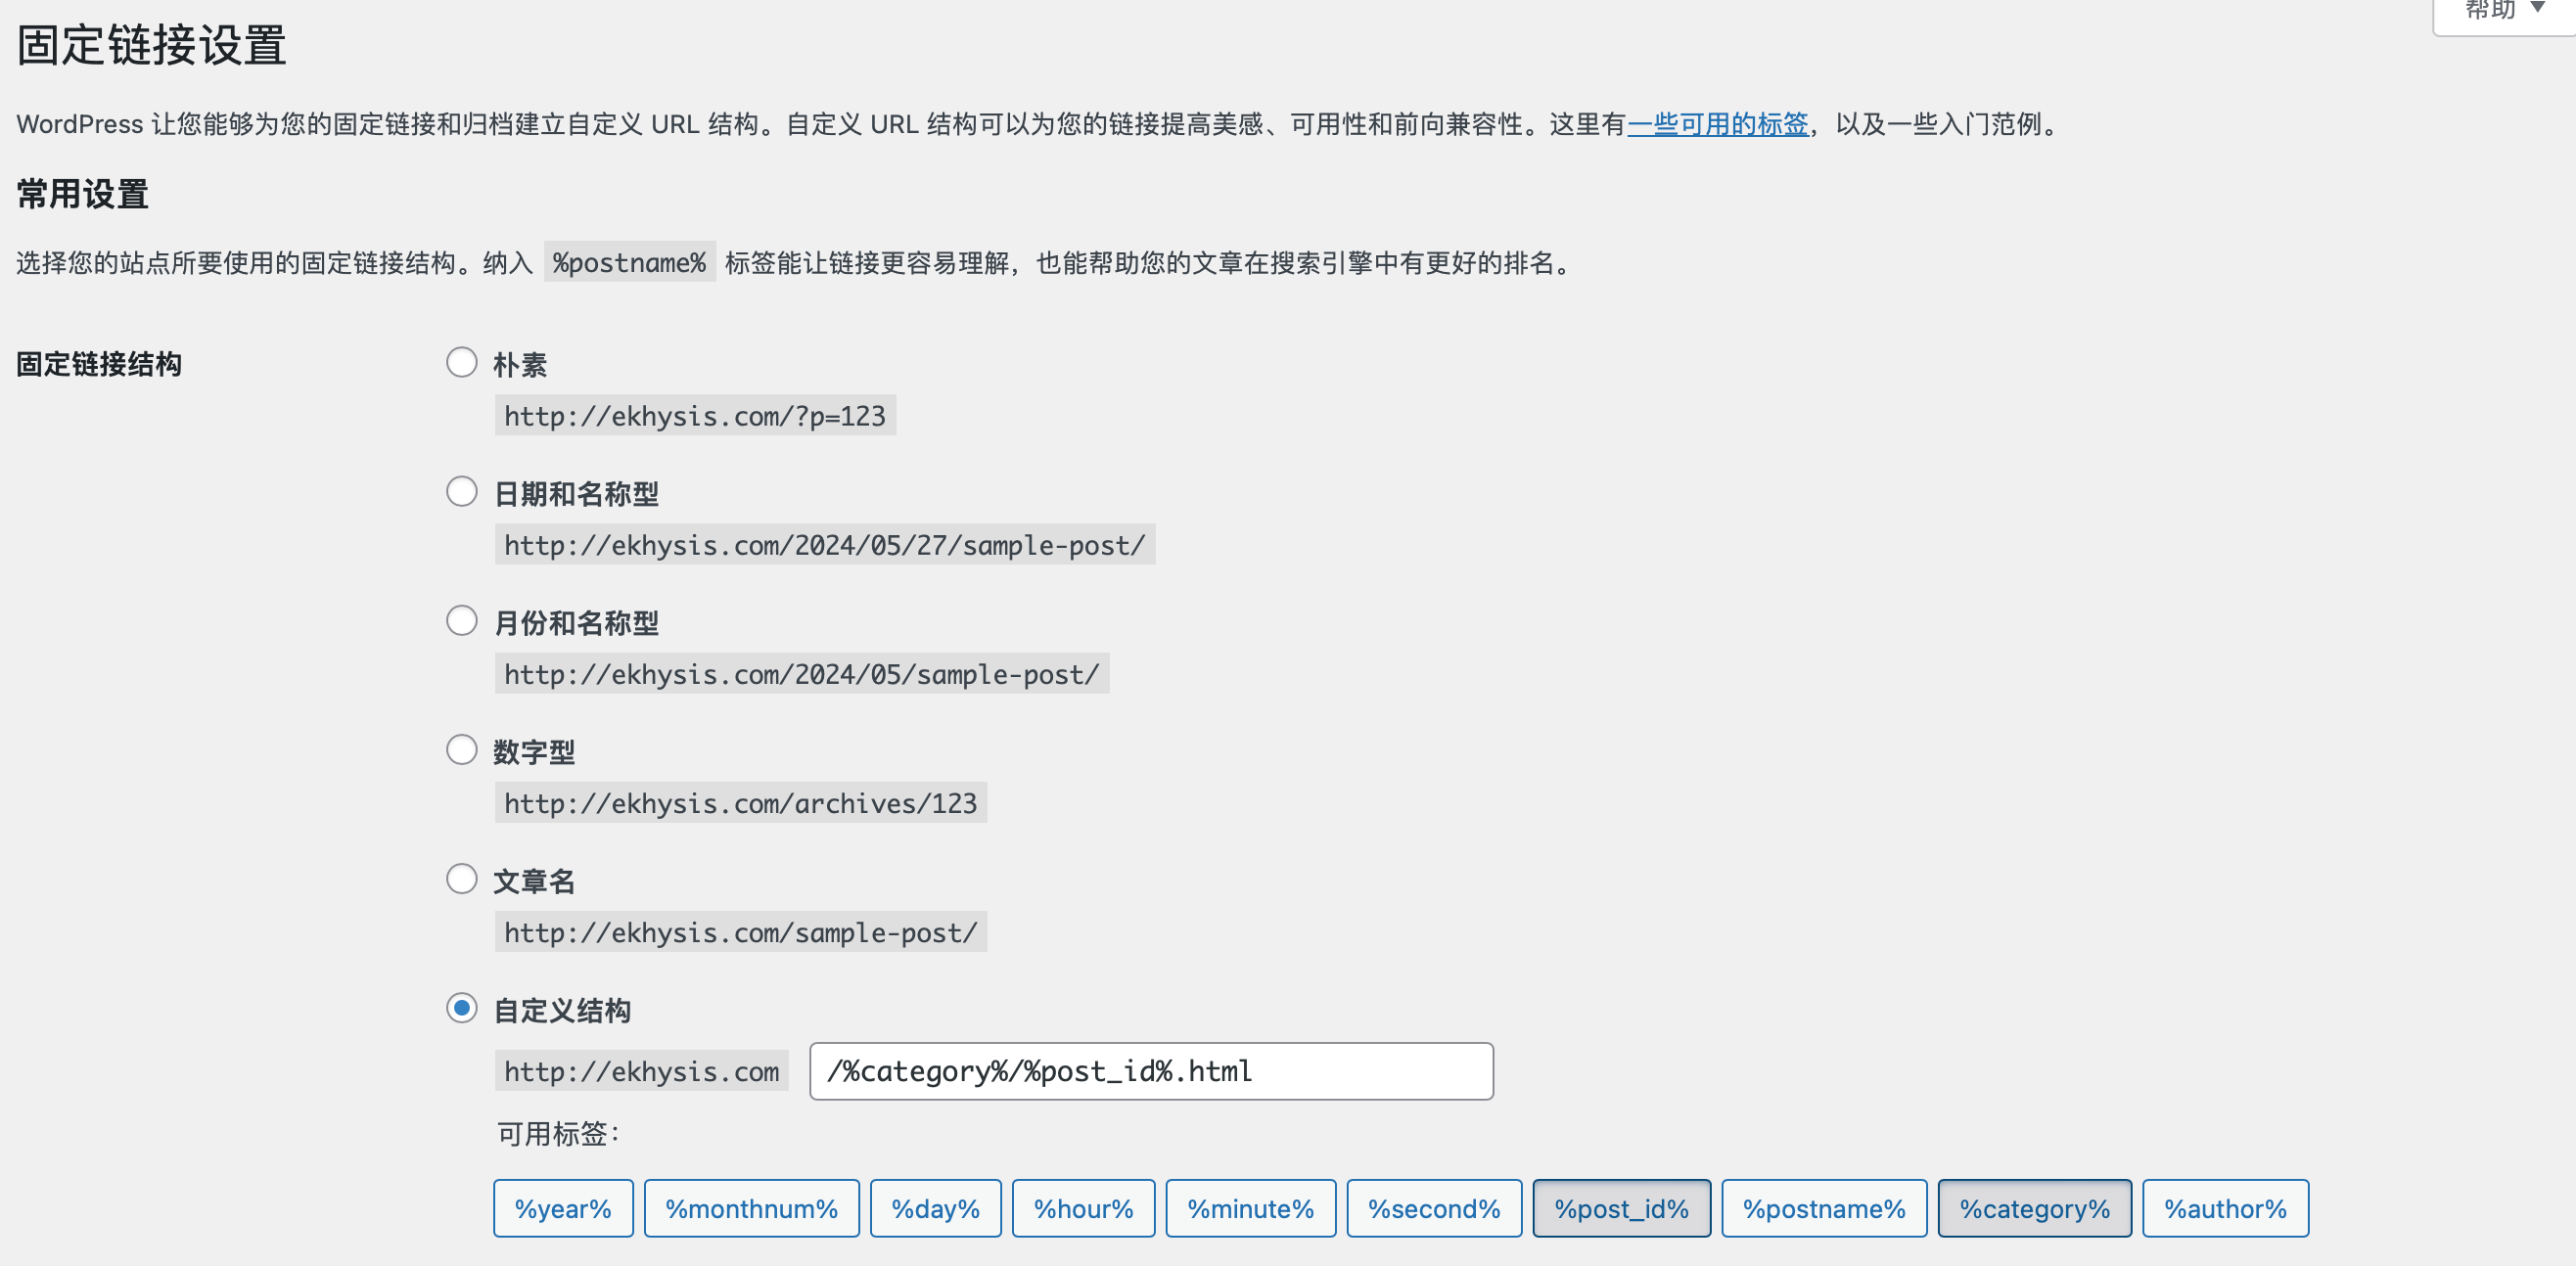 帮助 ▼
固定链接设置
WordPress 让您能够为您的固定链接和归档建立自定义 URL 结构。自定义 URL 结构可以为您的链接提高美感、可用性和前向兼容性。这里有一些可用的标签，以及一些入门范例。
常用设置
选择您的站点所要使用的固定链接结构。纳入 %postname% 标签能让链接更容易理解，也能帮助您的文章在搜索引擎中有更好的排名。
固定链接结构
朴素
http://ekhysis.com/?p=123
日期和名称型
http://ekhysis.com/2024/05/27/sample-post/
月份和名称型
http://ekhysis.com/2024/05/sample-post/
数字型
http://ekhysis.com/archives/123
文章名
http://ekhysis.com/sample-post/
自定义结构
http://ekhysis.com /%category%/%post_id%.html
可用标签：
%year% %monthnum% %day% %hour% %minute% %second% %post_id% %postname% %category% %author%